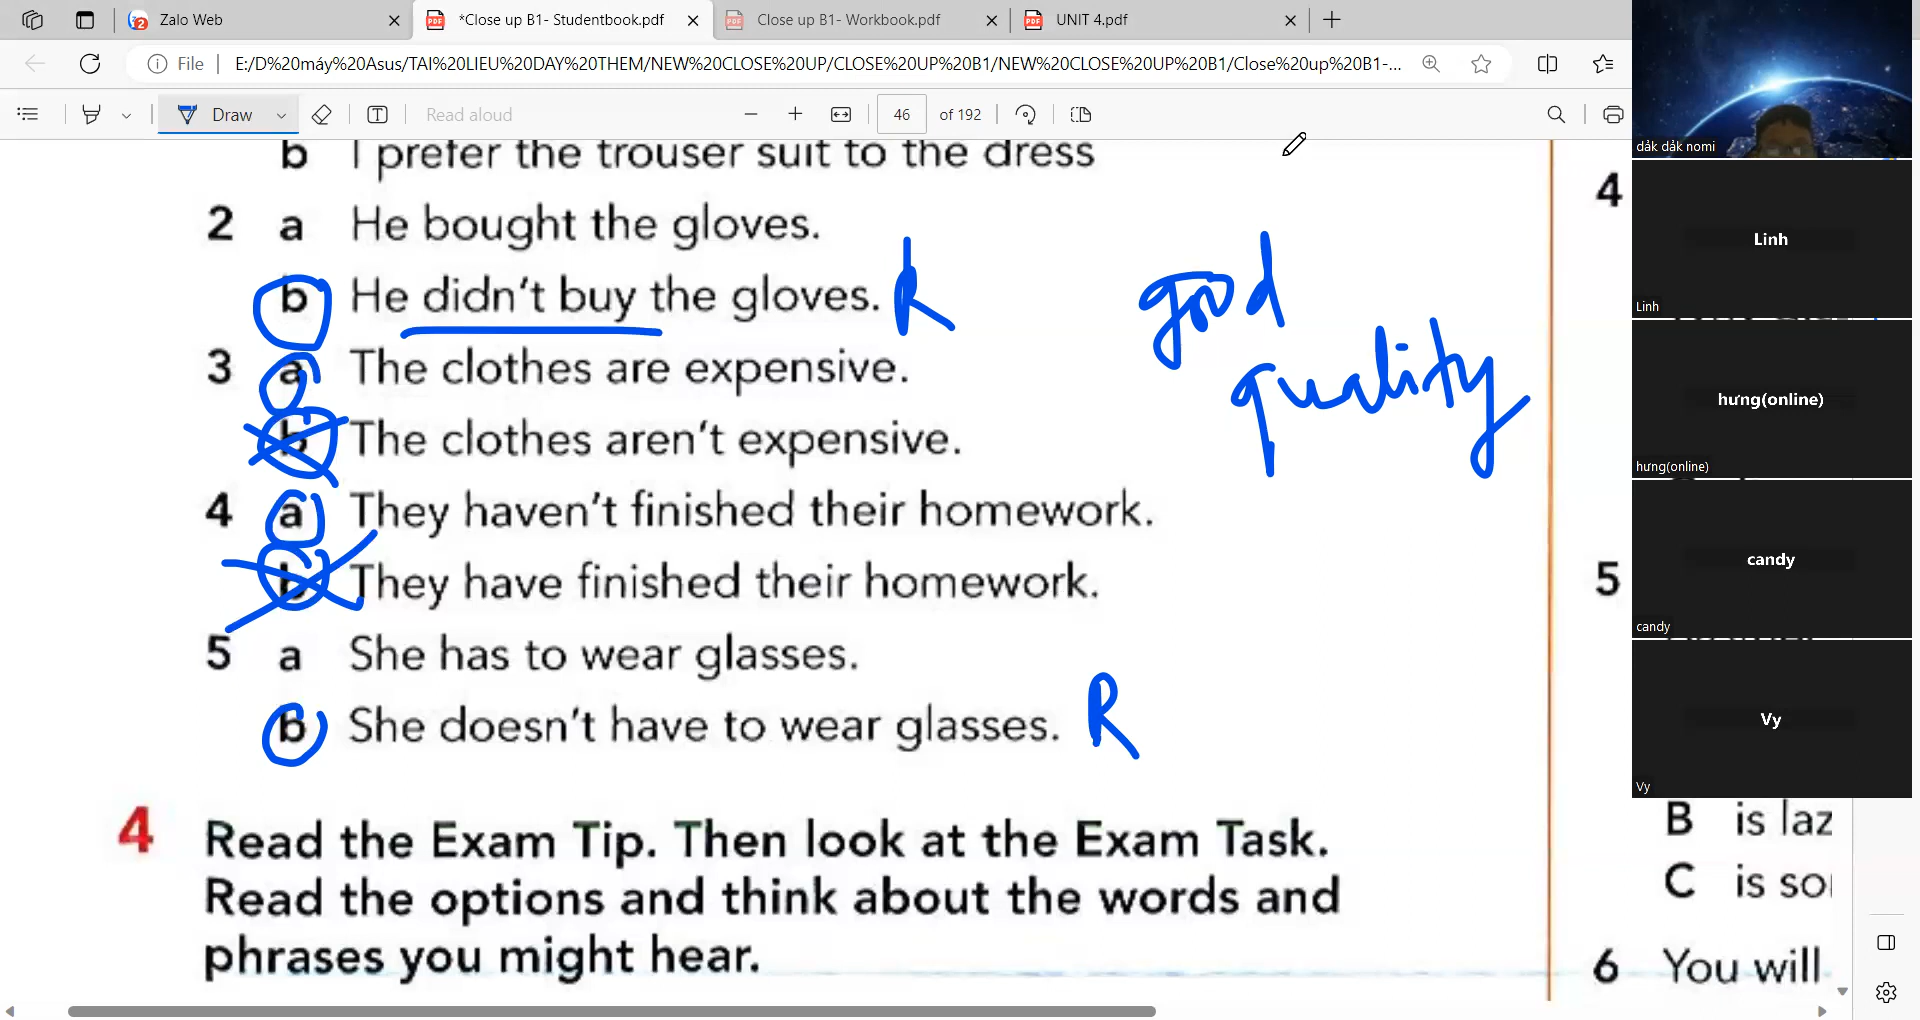 Zalo Web
*Close up B1- Studentbook.pdf
Close up B1- Workbook.pdf
UNIT 4.pdf
File
E:/D%20máy%20Asus/TAI%20LIEU%20DAY%20THEM/NEW%20CLOSE%20UP/CLOSE%20UP%20B1/NEW%20CLOSE%20UP%20B1/Close%20up%20B1-...
Draw
Read aloud
46 of 192
b I prefer the trouser suit to the dress
2 a He bought the gloves.
b He didn't buy the gloves. R
good
quality
3 a The clothes are expensive.
b The clothes aren't expensive.
4 a They haven't finished their homework.
b They have finished their homework.
5 a She has to wear glasses.
b She doesn't have to wear glasses. R
4 Read the Exam Tip. Then look at the Exam Task.
Read the options and think about the words and
phrases you might hear.
4
5
B is laz
C is so
6 You will
dảk dảk nomi
Linh
Linh
hưng(online)
hưng(online)
candy
candy
Vy
Vy